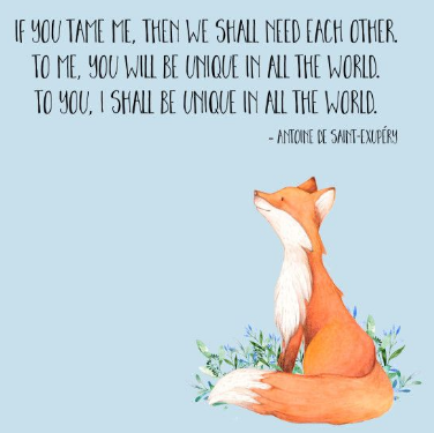 IF YOU TAME ME, THEN WE SHALL NEED EACH OTHER.
TO ME, YOU WILL BE UNIQUE IN ALL THE WORLD.
TO YOU, I SHALL BE UNIQUE IN ALL THE WORLD.
- ANTOINE DE SAINT-EXUPÉRY